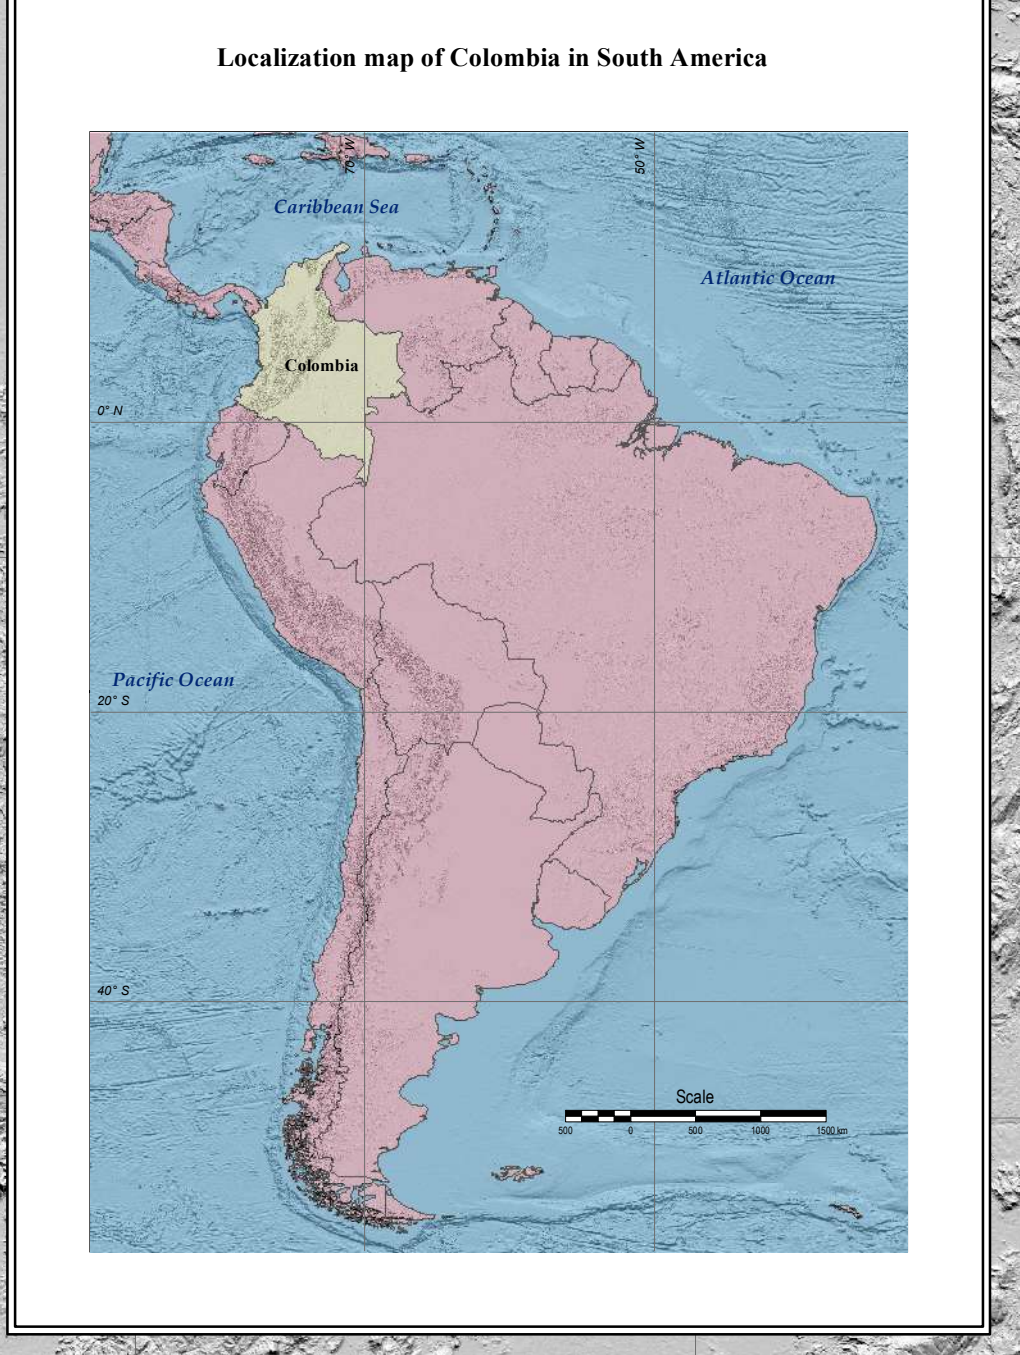 Localization map of Colombia in South America
70° W
50° W
Caribbean Sea
Atlantic Ocean
Colombia
0° N
Pacific Ocean
20° S
40° S
Scale
500 0 500 1000 1500 km